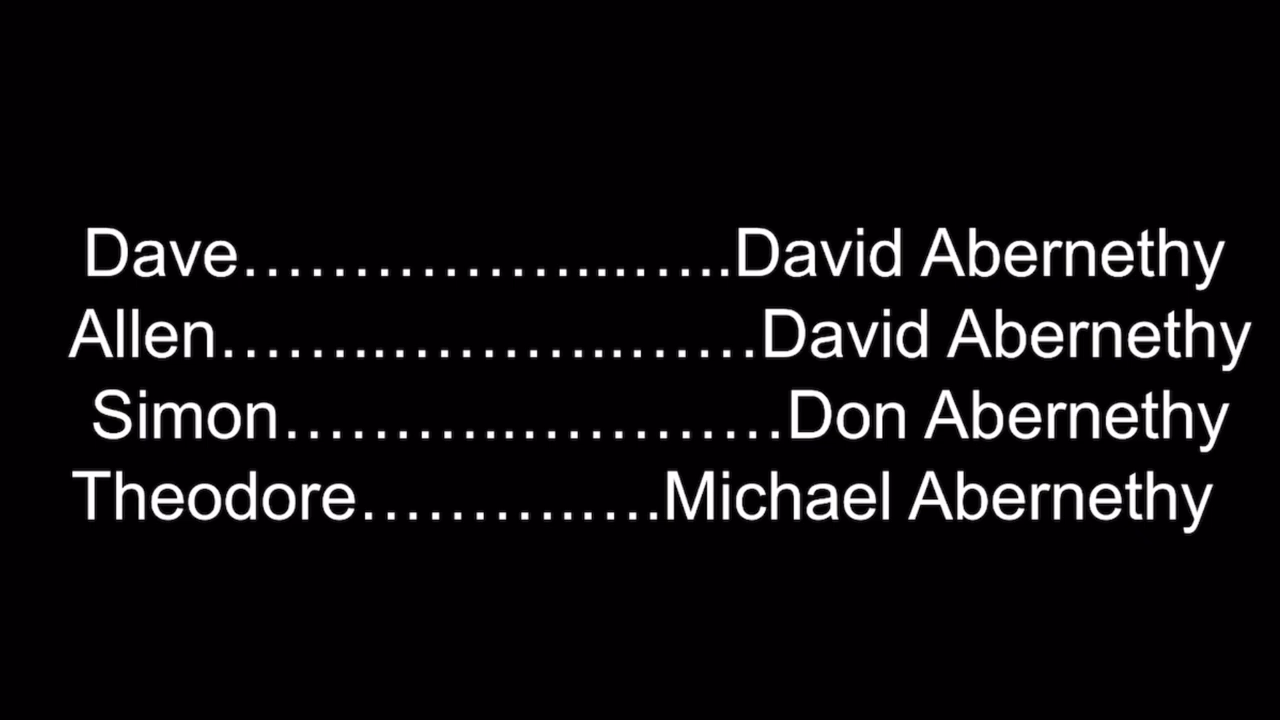 Dave……………...…...David Abernethy
Allen……..………...……David Abernethy
Simon………...…………Don Abernethy
Theodore……….….Michael Abernethy